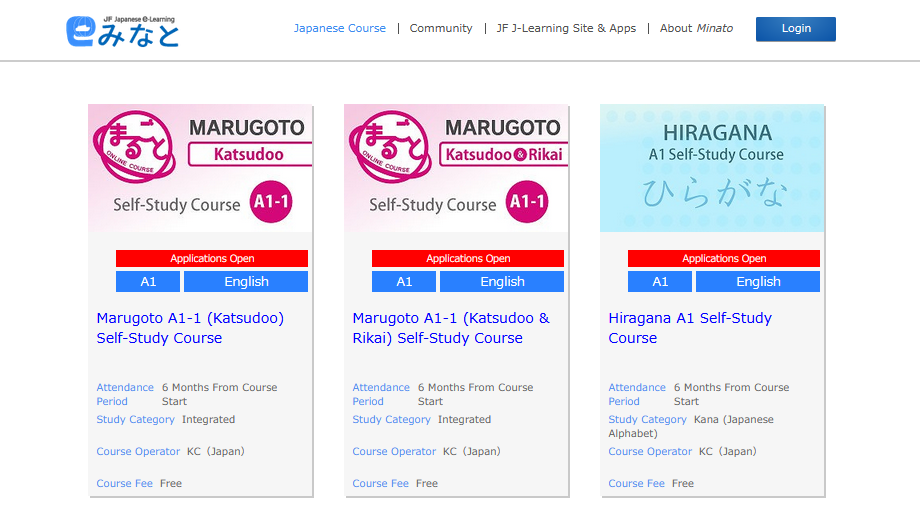 JF Japanese e-Learning
みなと
Japanese Course | Community | JF J-Learning Site & Apps | About Minato
Login
まるごと
ONLINE COURSE
MARUGOTO
Katsudoo
Self-Study Course A1-1
Applications Open
A1 English
Marugoto A1-1 (Katsudoo)
Self-Study Course
Attendance Period 6 Months From Course Start
Study Category Integrated
Course Operator KC（Japan）
Course Fee Free
まるごと
ONLINE COURSE
MARUGOTO
Katsudoo & Rikai
Self-Study Course A1-1
Applications Open
A1 English
Marugoto A1-1 (Katsudoo &
Rikai) Self-Study Course
Attendance Period 6 Months From Course Start
Study Category Integrated
Course Operator KC（Japan）
Course Fee Free
HIRAGANA
A1 Self-Study Course
ひらがな
Applications Open
A1 English
Hiragana A1 Self-Study
Course
Attendance Period 6 Months From Course Start
Study Category Kana (Japanese
Alphabet)
Course Operator KC（Japan）
Course Fee Free